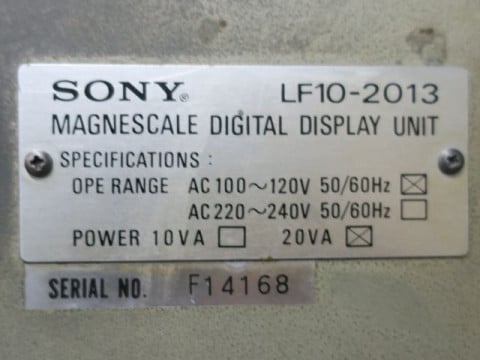 SONY® LF10-2013
MAGNESCALE DIGITAL DISPLAY UNIT
SPECIFICATIONS :
OPE RANGE AC 100~120V 50/60Hz ☒
AC 220~240V 50/60Hz ☐
POWER 10VA ☐ 20VA ☒
SERIAL NO. F14168